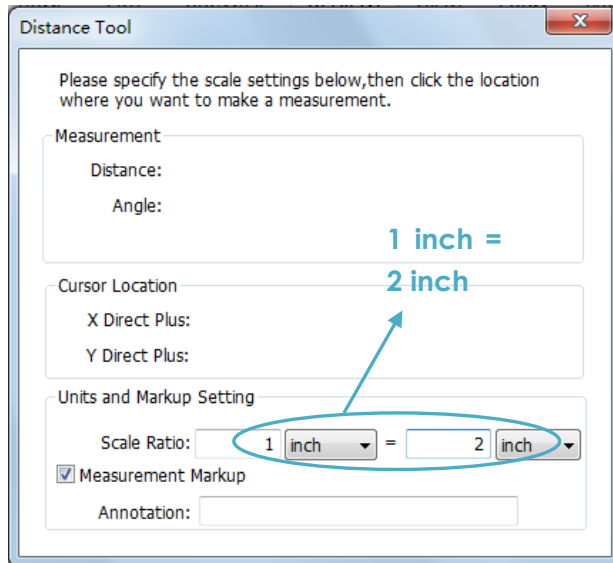 Distance Tool
Please specify the scale settings below,then click the location
where you want to make a measurement.
Measurement
Distance:
Angle:
1 inch =
2 inch
Cursor Location
X Direct Plus:
Y Direct Plus:
Units and Markup Setting
Scale Ratio: 1 inch = 2 inch
Measurement Markup
Annotation: